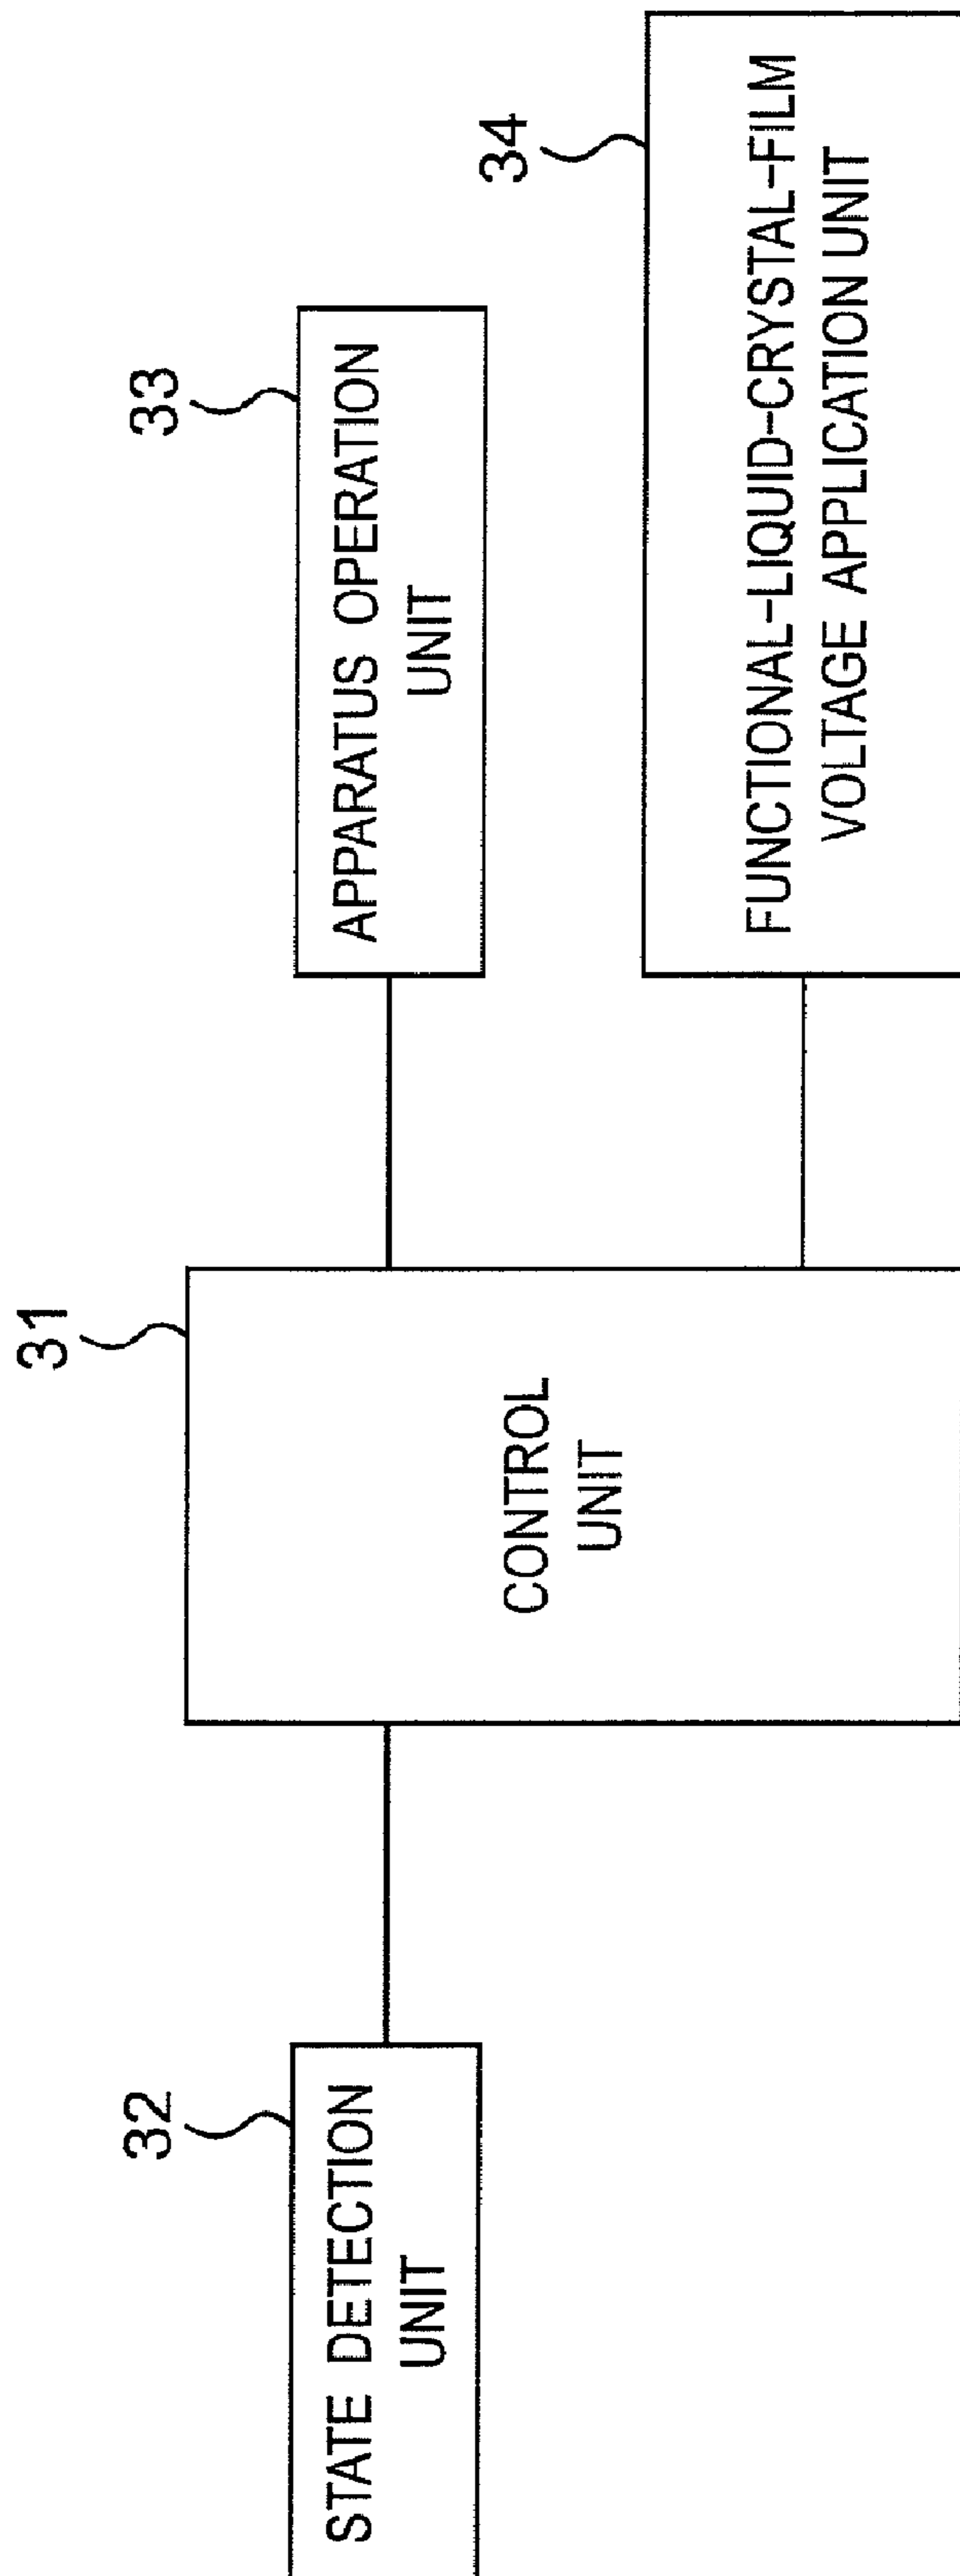 32
STATE DETECTION
UNIT
31
CONTROL
UNIT
33
APPARATUS OPERATION
UNIT
34
FUNCTIONAL-LIQUID-CRYSTAL-FILM
VOLTAGE APPLICATION UNIT